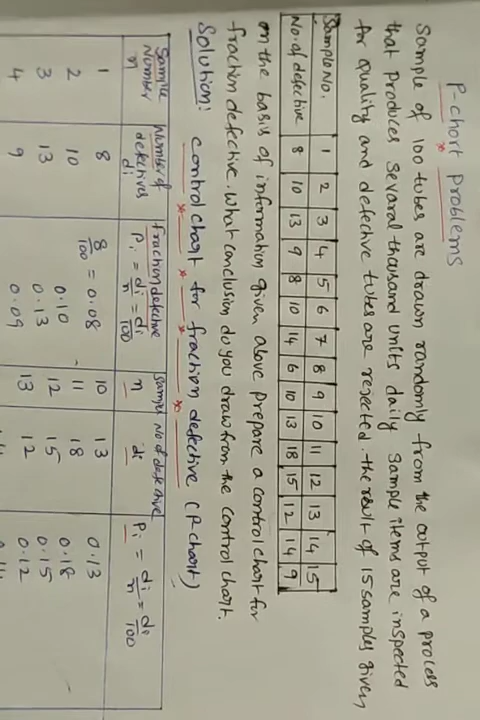 P-chort Problems
Sample of 100 tubes are drawn randomly from the output of a process
that produces Sevaral thousand units daily sample items are inspected
for quality and defective tubes are rejected. the result of 15 samples given
Sample No. 1 2 3 4 5 6 7 8 9 10 11 12 13 14 15
No. of defective 8 10 13 9 8 10 14 6 10 13 18 15 12 14 9
on the basis of information given above prepare a control chart for
fraction defective. What conclusion do you draw from the control chart.
Solution: Control chart for fraction defective (P-chart)
Sample Number n Number of defectives di fraction defective Pi = di/n = di/100 n No of defective di Pi = di/n = di/100
1 8 8/100 = 0.08 10 13 0.13
2 10 0.10 11 18 0.18
3 13 0.13 12 15 0.15
4 9 0.09 13 12 0.12